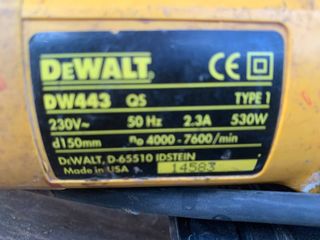 DEWALT CE
DW443 QS TYPE 1
230V~ 50 Hz 2.3A 530W
d150mm n₀ 4000-7600/min
DEWALT, D-65510 IDSTEIN
Made in USA 14583